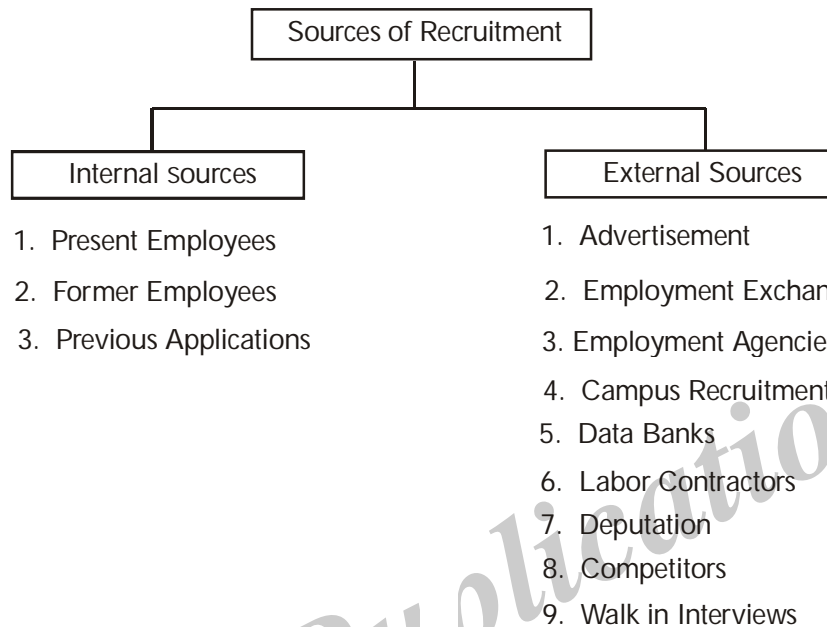 Sources of Recruitment
Internal sources
External Sources
1. Present Employees
2. Former Employees
3. Previous Applications
1. Advertisement
2. Employment Exchan
3. Employment Agencie
4. Campus Recruitment
5. Data Banks
6. Labor Contractors
7. Deputation
8. Competitors
9. Walk in Interviews